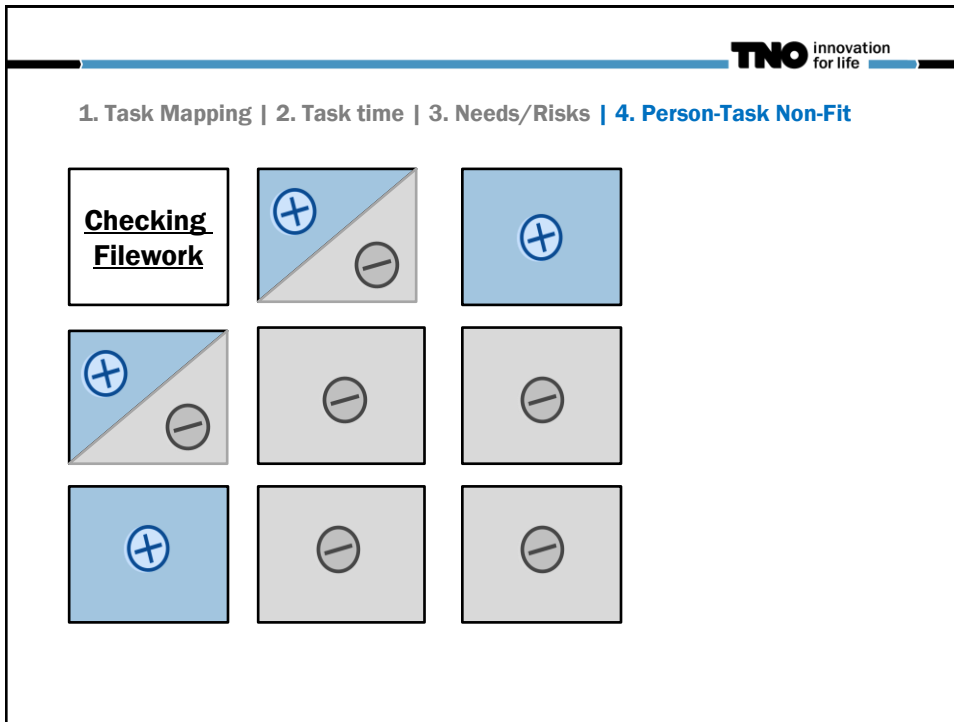 TNO innovation
for life
1. Task Mapping | 2. Task time | 3. Needs/Risks | 4. Person-Task Non-Fit
Checking
Filework